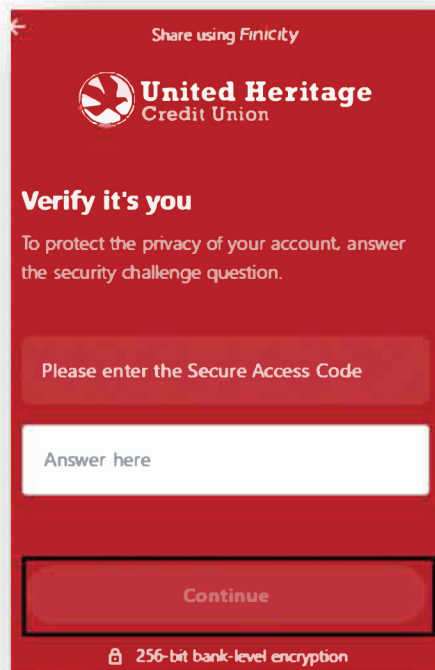 Share using Finicity
United Heritage
Credit Union
Verify it's you
To protect the privacy of your account, answer
the security challenge question.
Please enter the Secure Access Code
Answer here
Continue
256-bit bank-level encryption